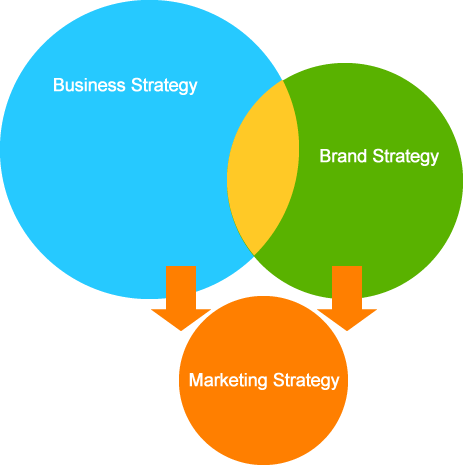 Business Strategy
Brand Strategy
Marketing Strategy